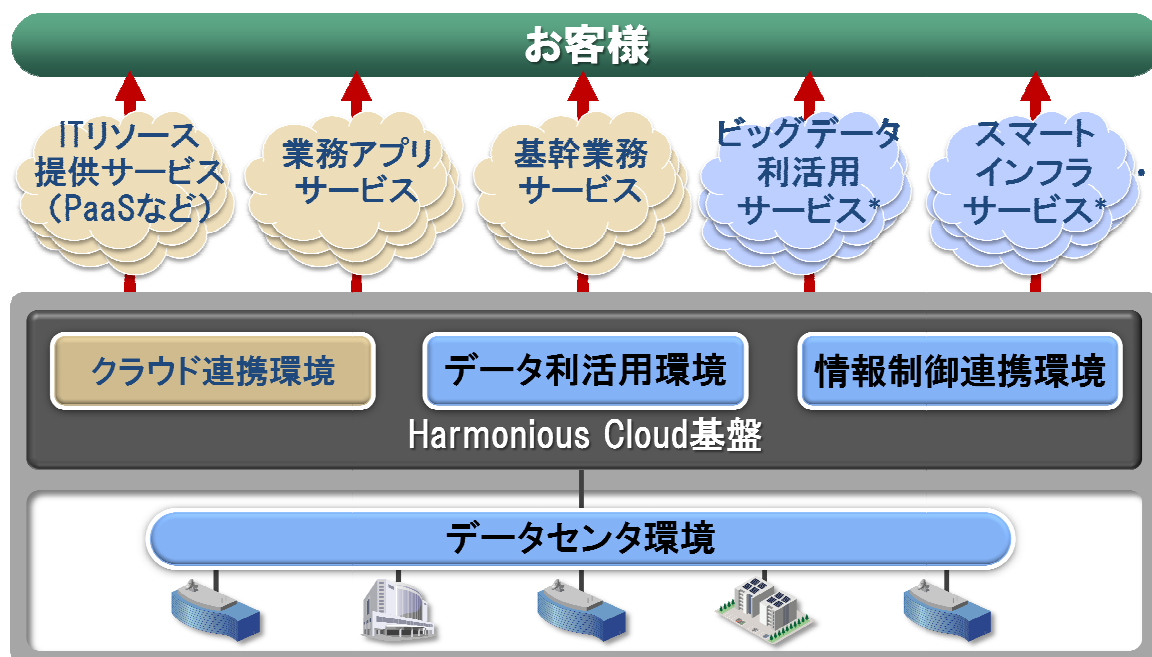 お客様
ITリソース
提供サービス
（PaaSなど）
業務アプリ
サービス
基幹業務
サービス
ビッグデータ
利活用
サービス*
スマート
インフラ
サービス*
クラウド連携環境
データ利活用環境
情報制御連携環境
Harmonious Cloud基盤
データセンタ環境